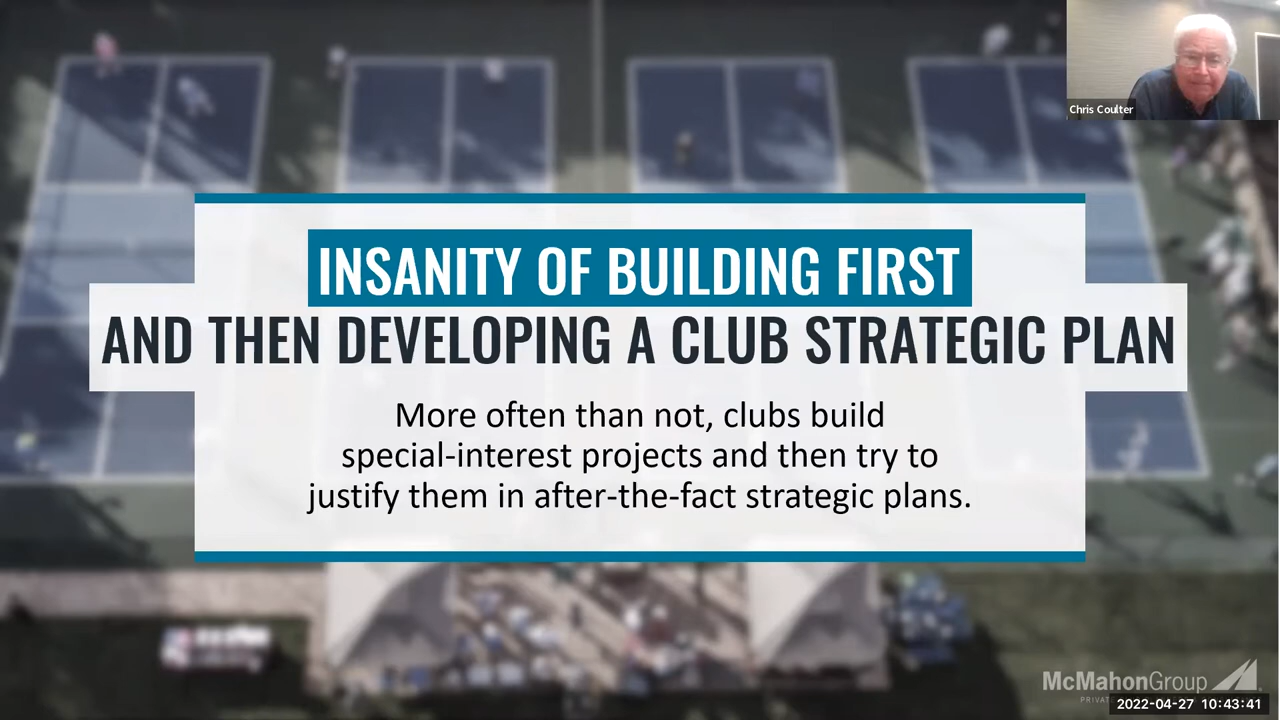 Chris Coulter
INSANITY OF BUILDING FIRST
AND THEN DEVELOPING A CLUB STRATEGIC PLAN
More often than not, clubs build
special-interest projects and then try to
justify them in after-the-fact strategic plans.
McMahonGroup
2022-04-27 10:43:41